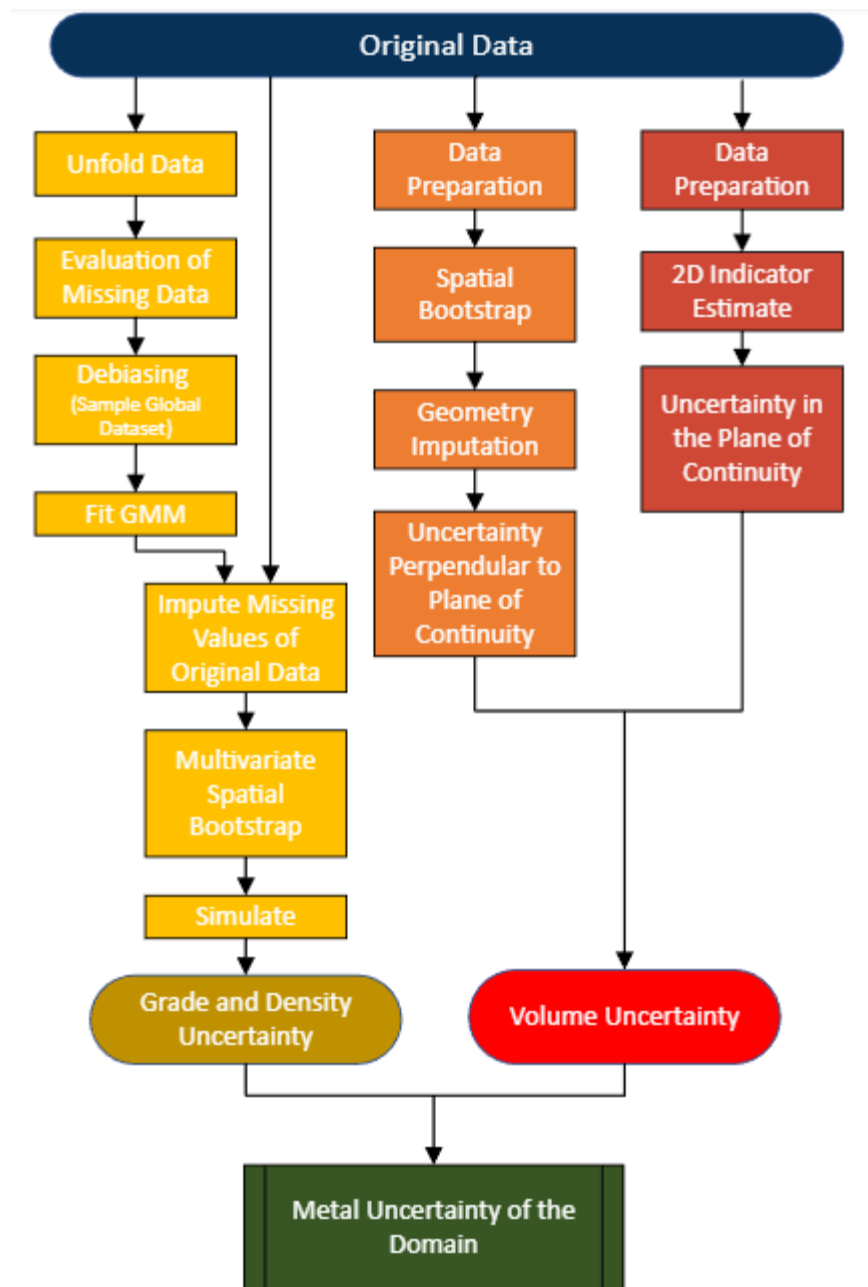 Original Data
Unfold Data
Evaluation of
Missing Data
Debiasing
(Sample Global
Dataset)
Fit GMM
Impute Missing
Values of
Original Data
Multivariate
Spatial
Bootstrap
Simulate
Grade and Density
Uncertainty
Data
Preparation
Spatial
Bootstrap
Geometry
Imputation
Uncertainty
Perpendular to
Plane of
Continuity
Data
Preparation
2D Indicator
Estimate
Uncertainty in
the Plane of
Continuity
Volume Uncertainty
Metal Uncertainty of the
Domain